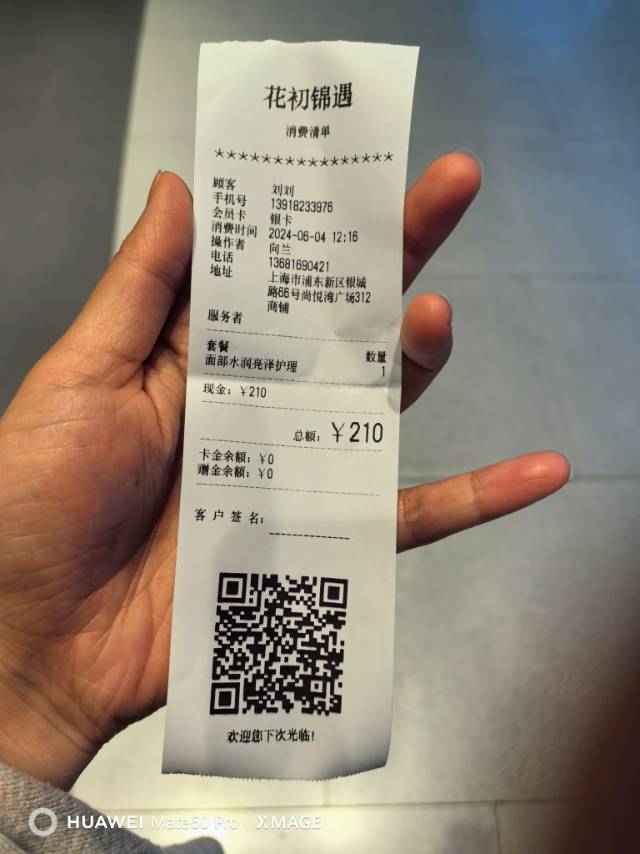 花初锦遇
消费清单
***************
顾客 刘刘
手机号 13918233976
会员卡 银卡
消费时间 2024-06-04 12:16
操作者 向兰
电话 13681690421
地址 上海市浦东新区银城
路66号尚悦湾广场312
商铺
服务者
套餐 数量
面部水润亮泽护理 1
现金：￥210
总额：￥210
卡金余额：￥0
赠金余额：￥0
客户签名：
欢迎您下次光临！
HUAWEI Mate60 Pro | XMAGE